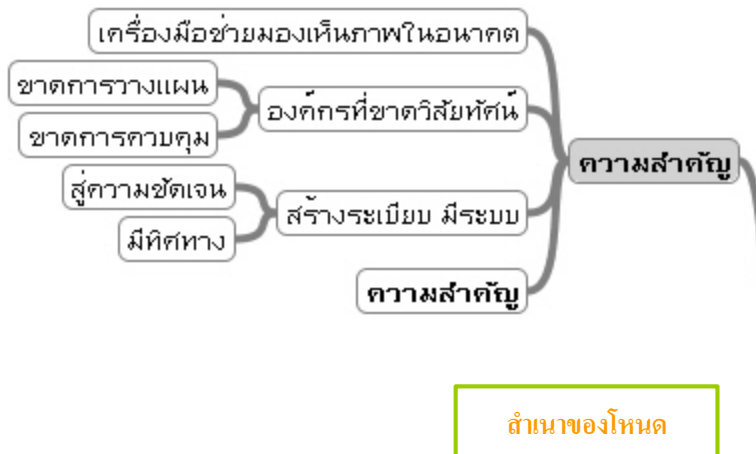 เครื่องมือช่วยมองเห็นภาพในอนาคต
ขาดการวางแผน
องค์กรที่ขาดวิสัยทัศน์
ขาดการควบคุม
ความสำคัญ
สู่ความชัดเจน
สร้างระเบียบ มีระบบ
มีทิศทาง
ความสำคัญ
สำเนาของโหนด